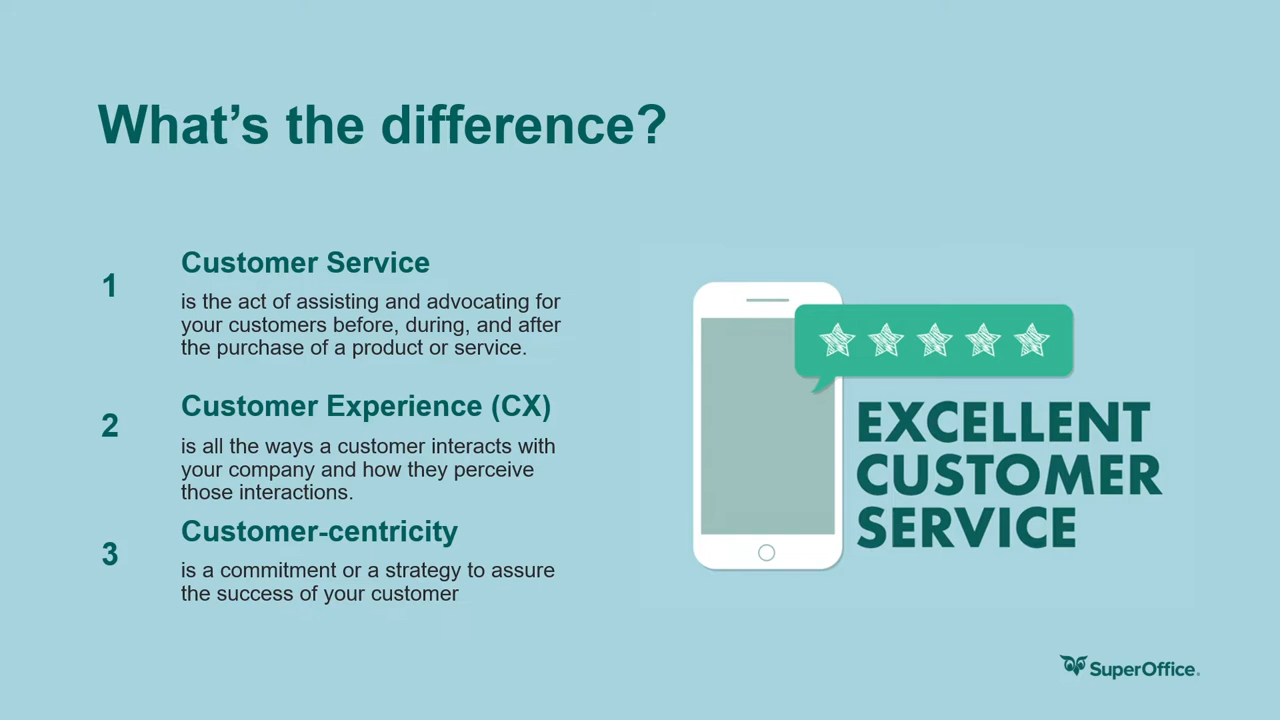 What’s the difference?
1
Customer Service
is the act of assisting and advocating for
your customers before, during, and after
the purchase of a product or service.
2
Customer Experience (CX)
is all the ways a customer interacts with
your company and how they perceive
those interactions.
3
Customer-centricity
is a commitment or a strategy to assure
the success of your customer
EXCELLENT
CUSTOMER
SERVICE
SuperOffice.